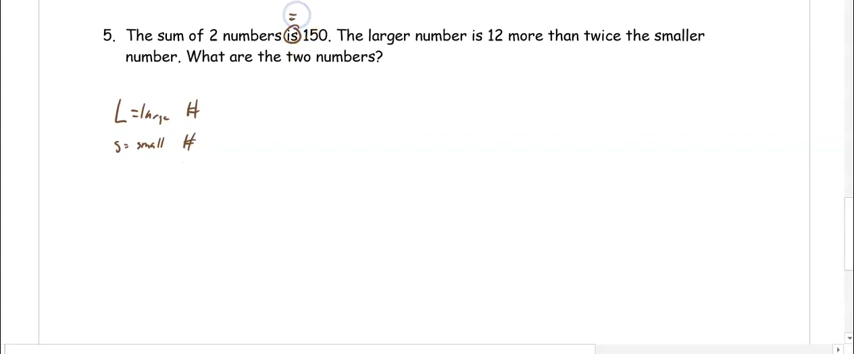 =
5. The sum of 2 numbers is 150. The larger number is 12 more than twice the smaller
number. What are the two numbers?
L = large #
s = small #